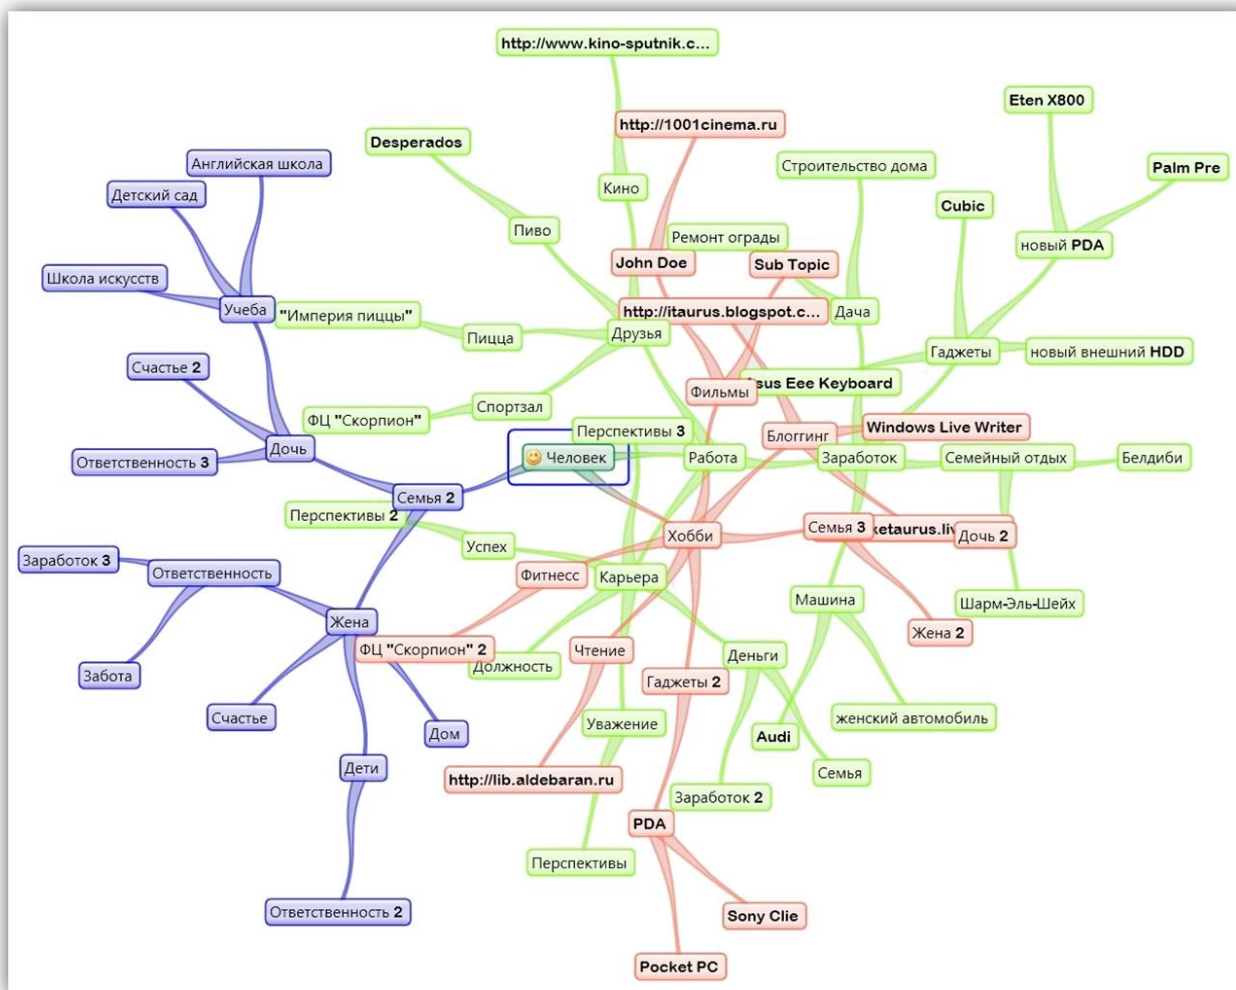 http://www.kino-sputnik.c...
Eten X800
http://1001cinema.ru
Desperados
Английская школа
Строительство дома
Palm Pre
Детский сад
Кино
Cubic
Пиво
Ремонт ограды
новый PDA
John Doe
Sub Topic
Школа искусств
Учеба
"Империя пиццы"
http://itaurus.blogspot.c...
Дача
Пицца
Друзья
Гаджеты
новый внешний HDD
Счастье 2
Фильмы
sus Eee Keyboard
Спортзал
ФЦ "Скорпион"
Перспективы 3
Блоггинг
Windows Live Writer
Дочь
Ответственность 3
Человек
Работа
Заработок
Семейный отдых
Белдиби
Семья 2
Перспективы 2
Семья 3
ketaurus.liv
Дочь 2
Хобби
Успех
Заработок 3
Ответственность
Фитнесс
Карьера
Машина
Шарм-Эль-Шейх
Жена
Жена 2
ФЦ "Скорпион" 2
Должность
Чтение
Деньги
Забота
Гаджеты 2
Счастье
Дом
Уважение
Audi
женский автомобиль
Дети
http://lib.aldebaran.ru
Семья
Заработок 2
PDA
Перспективы
Ответственность 2
Sony Clie
Pocket PC